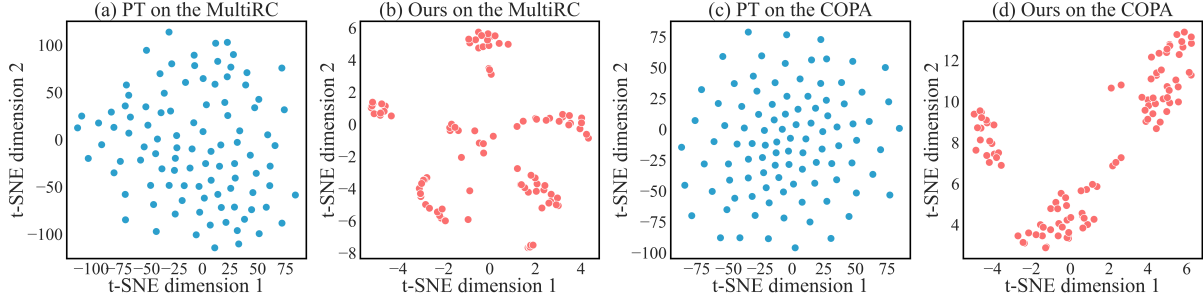 (a) PT on the MultiRC
t-SNE dimension 2
100
50
0
−50
−100
−100 −75 −50 −25 0 25 50 75
t-SNE dimension 1
(b) Ours on the MultiRC
t-SNE dimension 2
6
4
2
0
−2
−4
−6
−8
−4 −2 0 2 4
t-SNE dimension 1
(c) PT on the COPA
t-SNE dimension 2
75
50
25
0
−25
−50
−75
−100
−75 −50 −25 0 25 50 75
t-SNE dimension 1
(d) Ours on the COPA
t-SNE dimension 2
12
10
8
6
4
−4 −2 0 2 4 6
t-SNE dimension 1